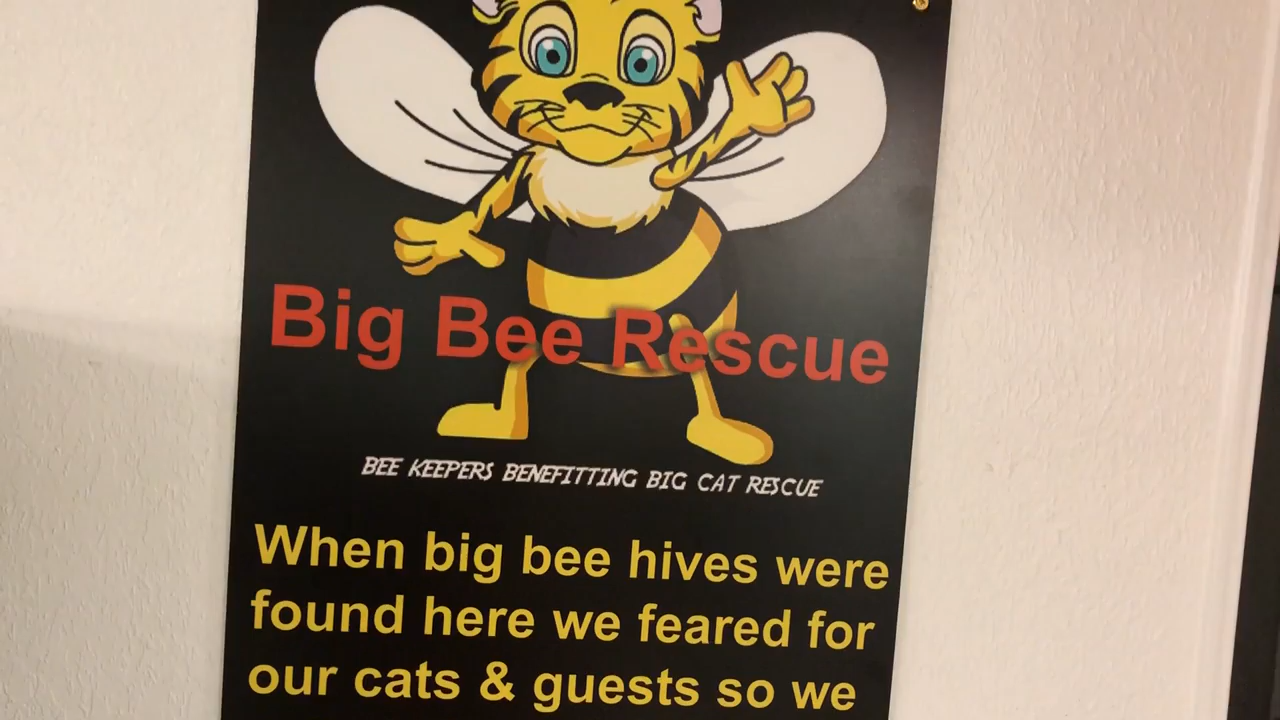 Big Bee Rescue
BEE KEEPERS BENEFITTING BIG CAT RESCUE
When big bee hives were
found here we feared for
our cats & guests so we